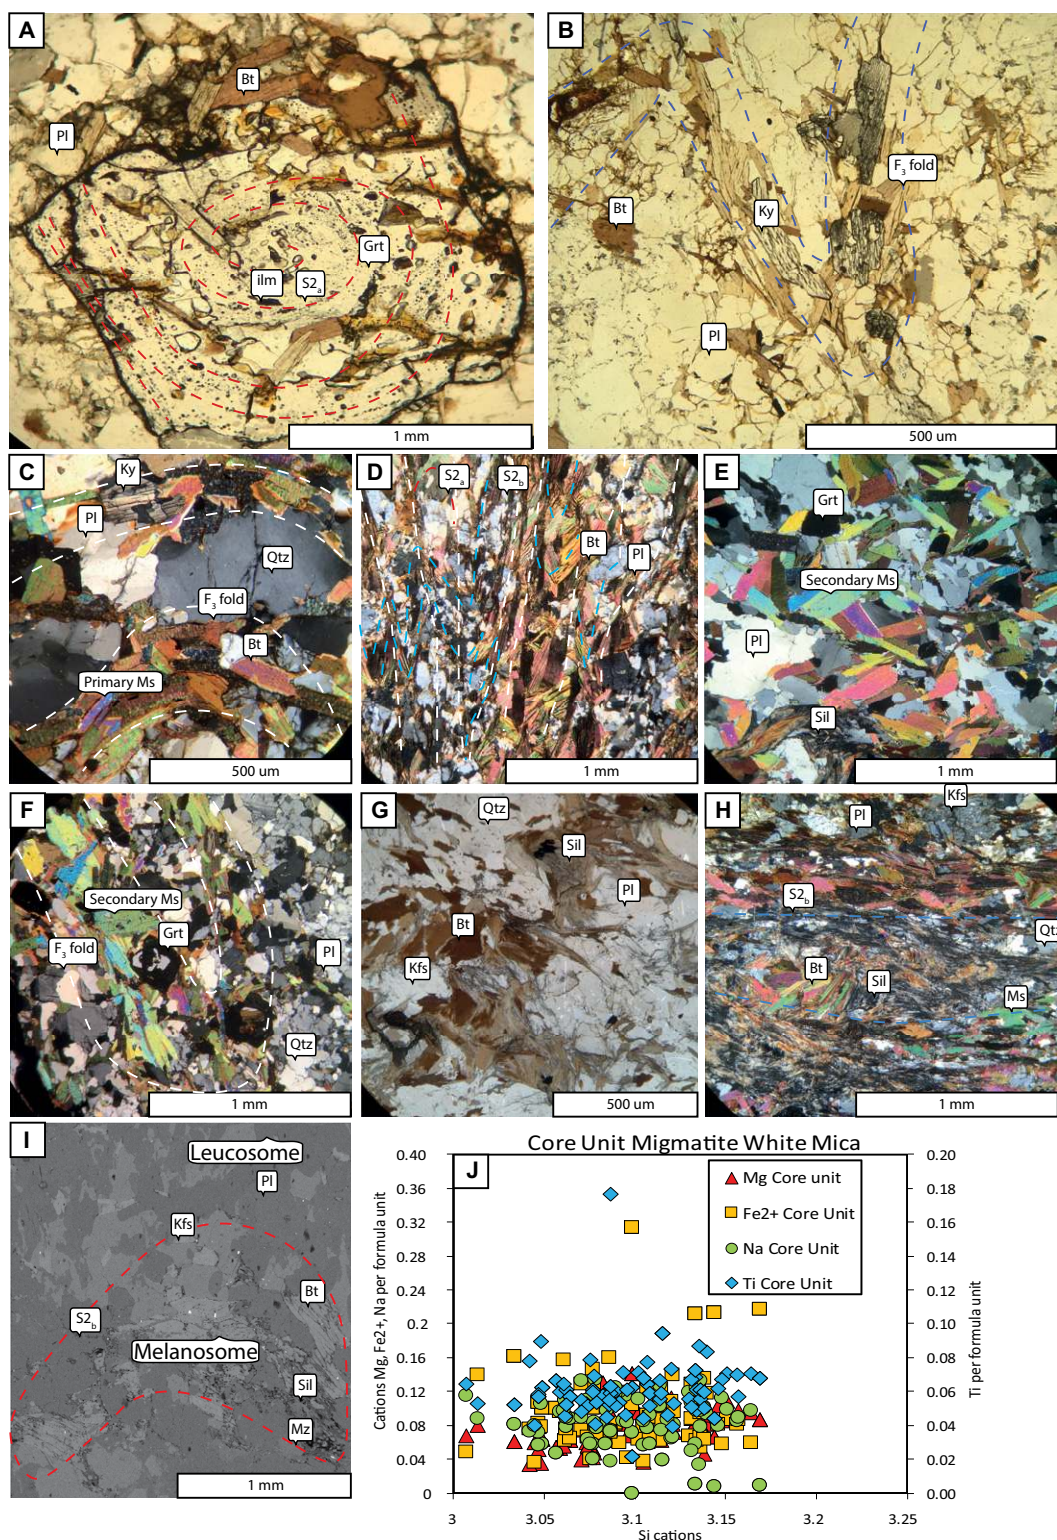 A
Bt
Pl
Grt
ilm
S2a
1 mm
B
F3 fold
Bt
Ky
Pl
500 um
C
Ky
Pl
Qtz
F3 fold
Bt
Primary Ms
500 um
D
S2a
S2b
Bt
Pl
1 mm
E
Grt
Secondary Ms
Pl
Sil
1 mm
F
Secondary Ms
Grt
F3 fold
Pl
Qtz
1 mm
G
Qtz
Sil
Pl
Bt
Kfs
500 um
H
Kfs
Pl
S2b
Qtz
Bt
Sil
Ms
1 mm
I
Leucosome
Pl
Kfs
Bt
S2b
Melanosome
Sil
Mz
1 mm
Core Unit Migmatite White Mica
J
Mg Core unit
Fe2+ Core Unit
Na Core Unit
Ti Core Unit
Cations Mg, Fe2+, Na per formula unit
0.40
0.36
0.32
0.28
0.24
0.2
0.16
0.12
0.08
0.04
0
0.20
0.18
0.16
0.14
0.12
0.10
0.08
0.06
0.04
0.02
0.00
Ti per formula unit
3
3.05
3.1
3.15
3.2
3.25
Si cations